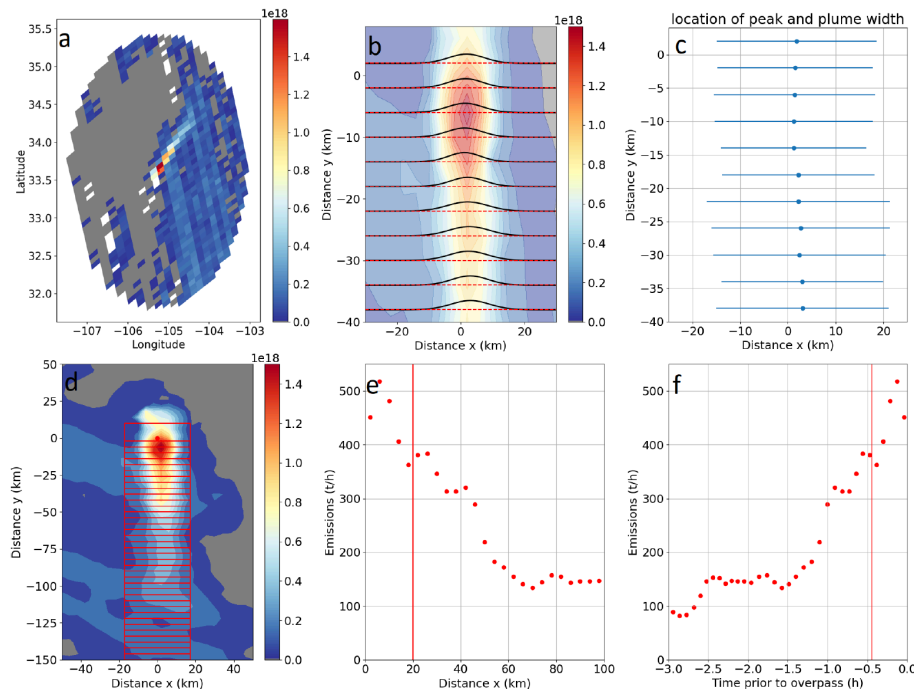 1e18
a
35.5
35.0
34.5
34.0
33.5
33.0
32.5
32.0
Latitude
−107 −106 −105 −104 −103
Longitude
1.4
1.2
1.0
0.8
0.6
0.4
0.2
0.0
1e18
b
0
−10
−20
−30
−40
Distance y (km)
−20 0 20
Distance x (km)
1.4
1.2
1.0
0.8
0.6
0.4
0.2
0.0
location of peak and plume width
c
0
−5
−10
−15
−20
−25
−30
−35
−40
Distance y (km)
−20 −10 0 10 20
Distance x (km)
1e18
d
50
25
0
−25
−50
−75
−100
−125
−150
Distance y (km)
−40 −20 0 20 40
Distance x (km)
1.4
1.2
1.0
0.8
0.6
0.4
0.2
0.0
e
550
500
400
300
200
100
0
Emissions (t/h)
0 20 40 60 80 100
Distance x (km)
f
550
500
400
300
200
100
0
Emissions (t/h)
−3.0 −2.5 −2.0 −1.5 −1.0 −0.5 0.0
Time prior to overpass (h)